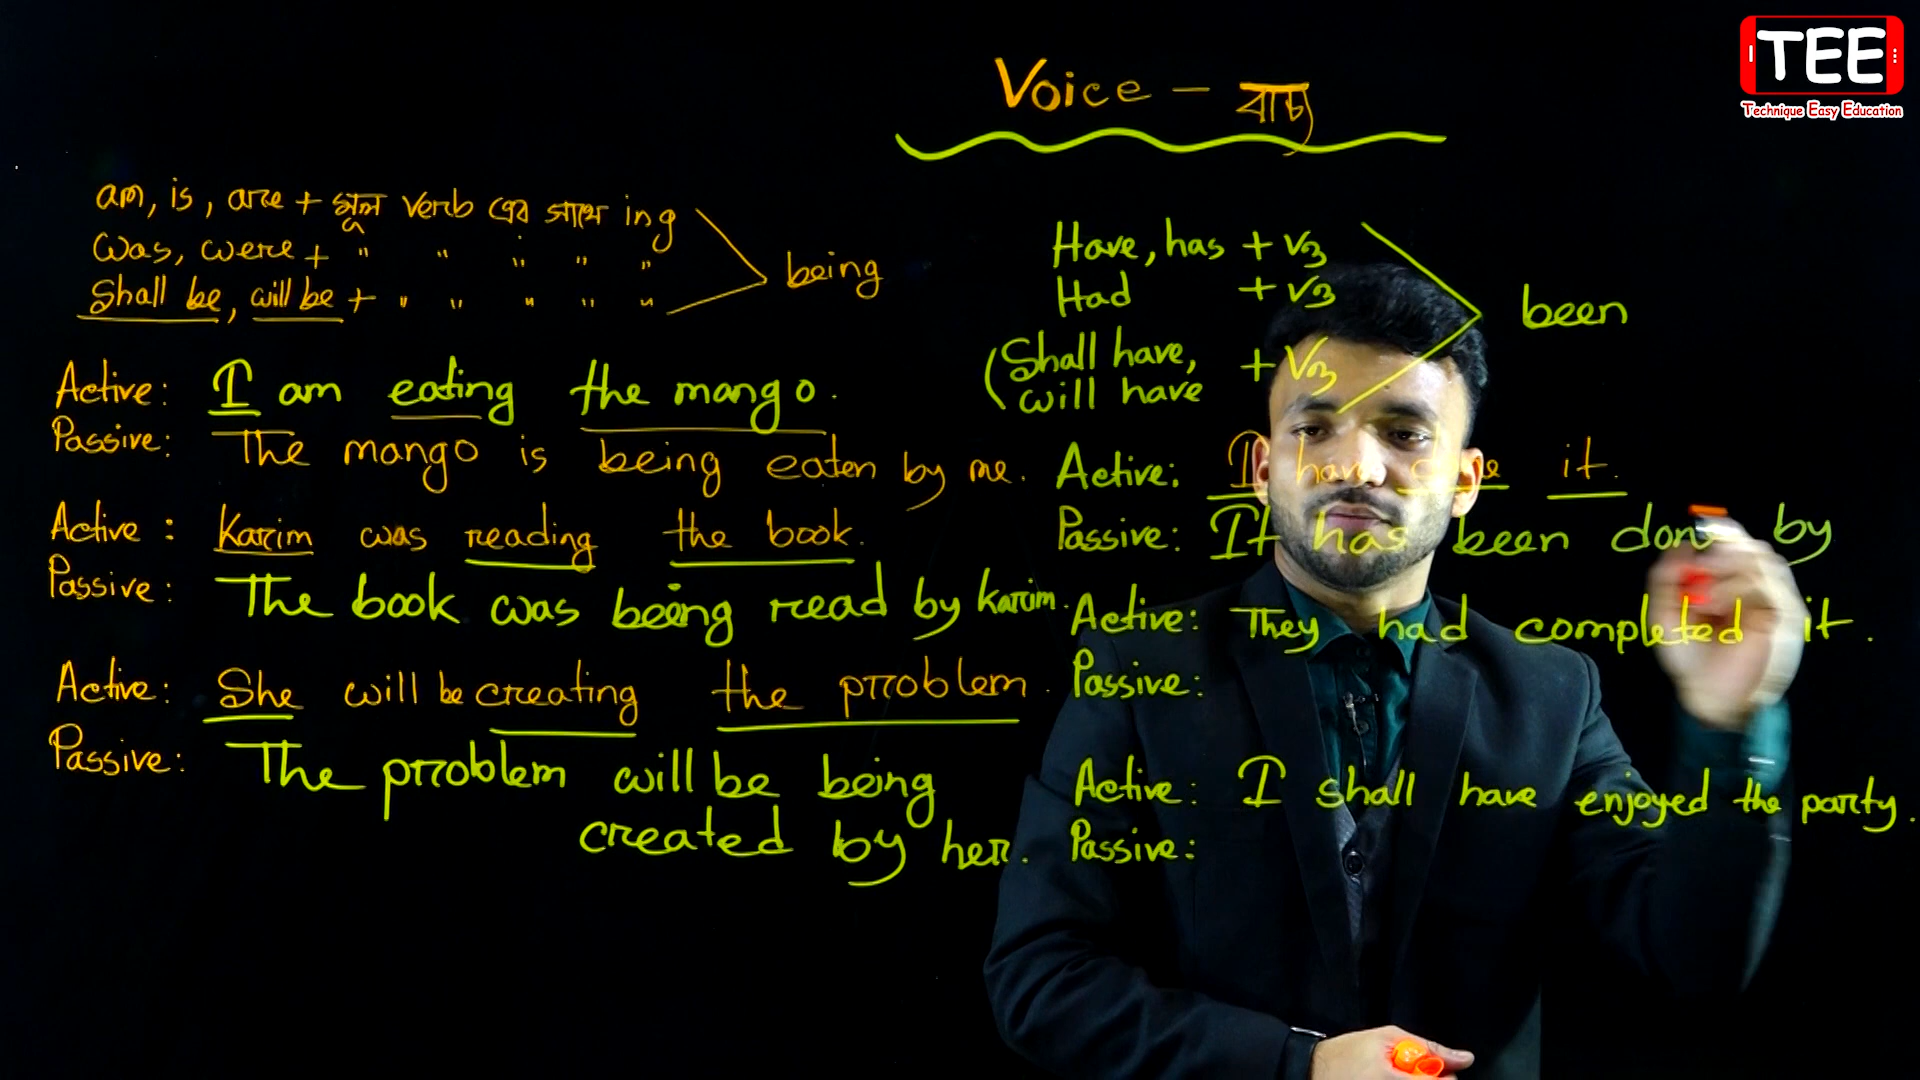 TEE
Technique Easy Education
Voice – বাচ্য
am, is, are + মূল verb এর সাথে ing
was, were + " " " " "
Shall be, will be + " " " " "
being
Active: I am eating the mango.
Passive: The mango is being eaten by me.
Active: Karim was reading the book.
Passive: The book was being read by Karim.
Active: She will be creating the problem.
Passive: The problem will be being
created by her.
Have, has + V3
Had + V3
(Shall have, + V3
will have
been
Active: I have done it.
Passive: It has been done by
Active: They had completed it.
Passive:
Active: I shall have enjoyed the party.
Passive: